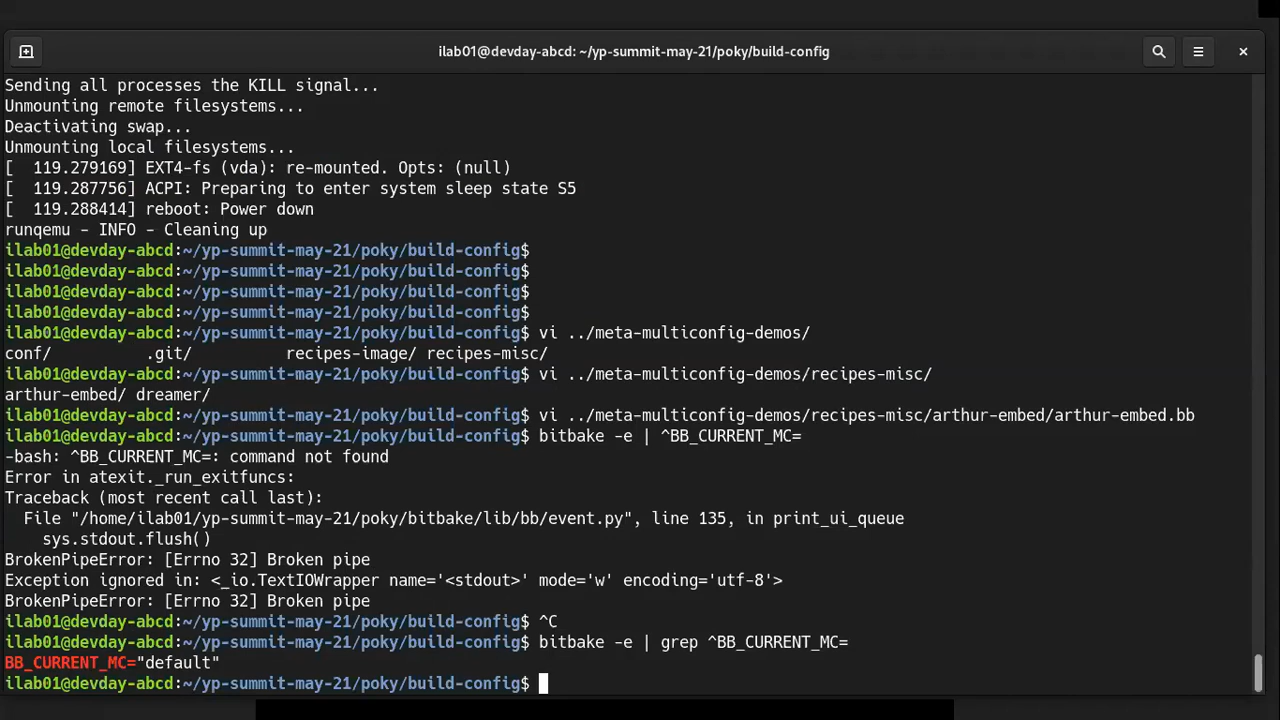 ilab01@devday-abcd: ~/yp-summit-may-21/poky/build-config
Sending all processes the KILL signal...
Unmounting remote filesystems...
Deactivating swap...
Unmounting local filesystems...
[  119.279169] EXT4-fs (vda): re-mounted. Opts: (null)
[  119.287756] ACPI: Preparing to enter system sleep state S5
[  119.288414] reboot: Power down
runqemu - INFO - Cleaning up
ilab01@devday-abcd:~/yp-summit-may-21/poky/build-config$
ilab01@devday-abcd:~/yp-summit-may-21/poky/build-config$
ilab01@devday-abcd:~/yp-summit-may-21/poky/build-config$
ilab01@devday-abcd:~/yp-summit-may-21/poky/build-config$
ilab01@devday-abcd:~/yp-summit-may-21/poky/build-config$ vi ../meta-multiconfig-demos/
conf/          .git/          recipes-image/ recipes-misc/
ilab01@devday-abcd:~/yp-summit-may-21/poky/build-config$ vi ../meta-multiconfig-demos/recipes-misc/
arthur-embed/ dreamer/
ilab01@devday-abcd:~/yp-summit-may-21/poky/build-config$ vi ../meta-multiconfig-demos/recipes-misc/arthur-embed/arthur-embed.bb
ilab01@devday-abcd:~/yp-summit-may-21/poky/build-config$ bitbake -e | ^BB_CURRENT_MC=
-bash: ^BB_CURRENT_MC=: command not found
Error in atexit._run_exitfuncs:
Traceback (most recent call last):
  File "/home/ilab01/yp-summit-may-21/poky/bitbake/lib/bb/event.py", line 135, in print_ui_queue
    sys.stdout.flush()
BrokenPipeError: [Errno 32] Broken pipe
Exception ignored in: <_io.TextIOWrapper name='<stdout>' mode='w' encoding='utf-8'>
BrokenPipeError: [Errno 32] Broken pipe
ilab01@devday-abcd:~/yp-summit-may-21/poky/build-config$ ^C
ilab01@devday-abcd:~/yp-summit-may-21/poky/build-config$ bitbake -e | grep ^BB_CURRENT_MC=
BB_CURRENT_MC="default"
ilab01@devday-abcd:~/yp-summit-may-21/poky/build-config$